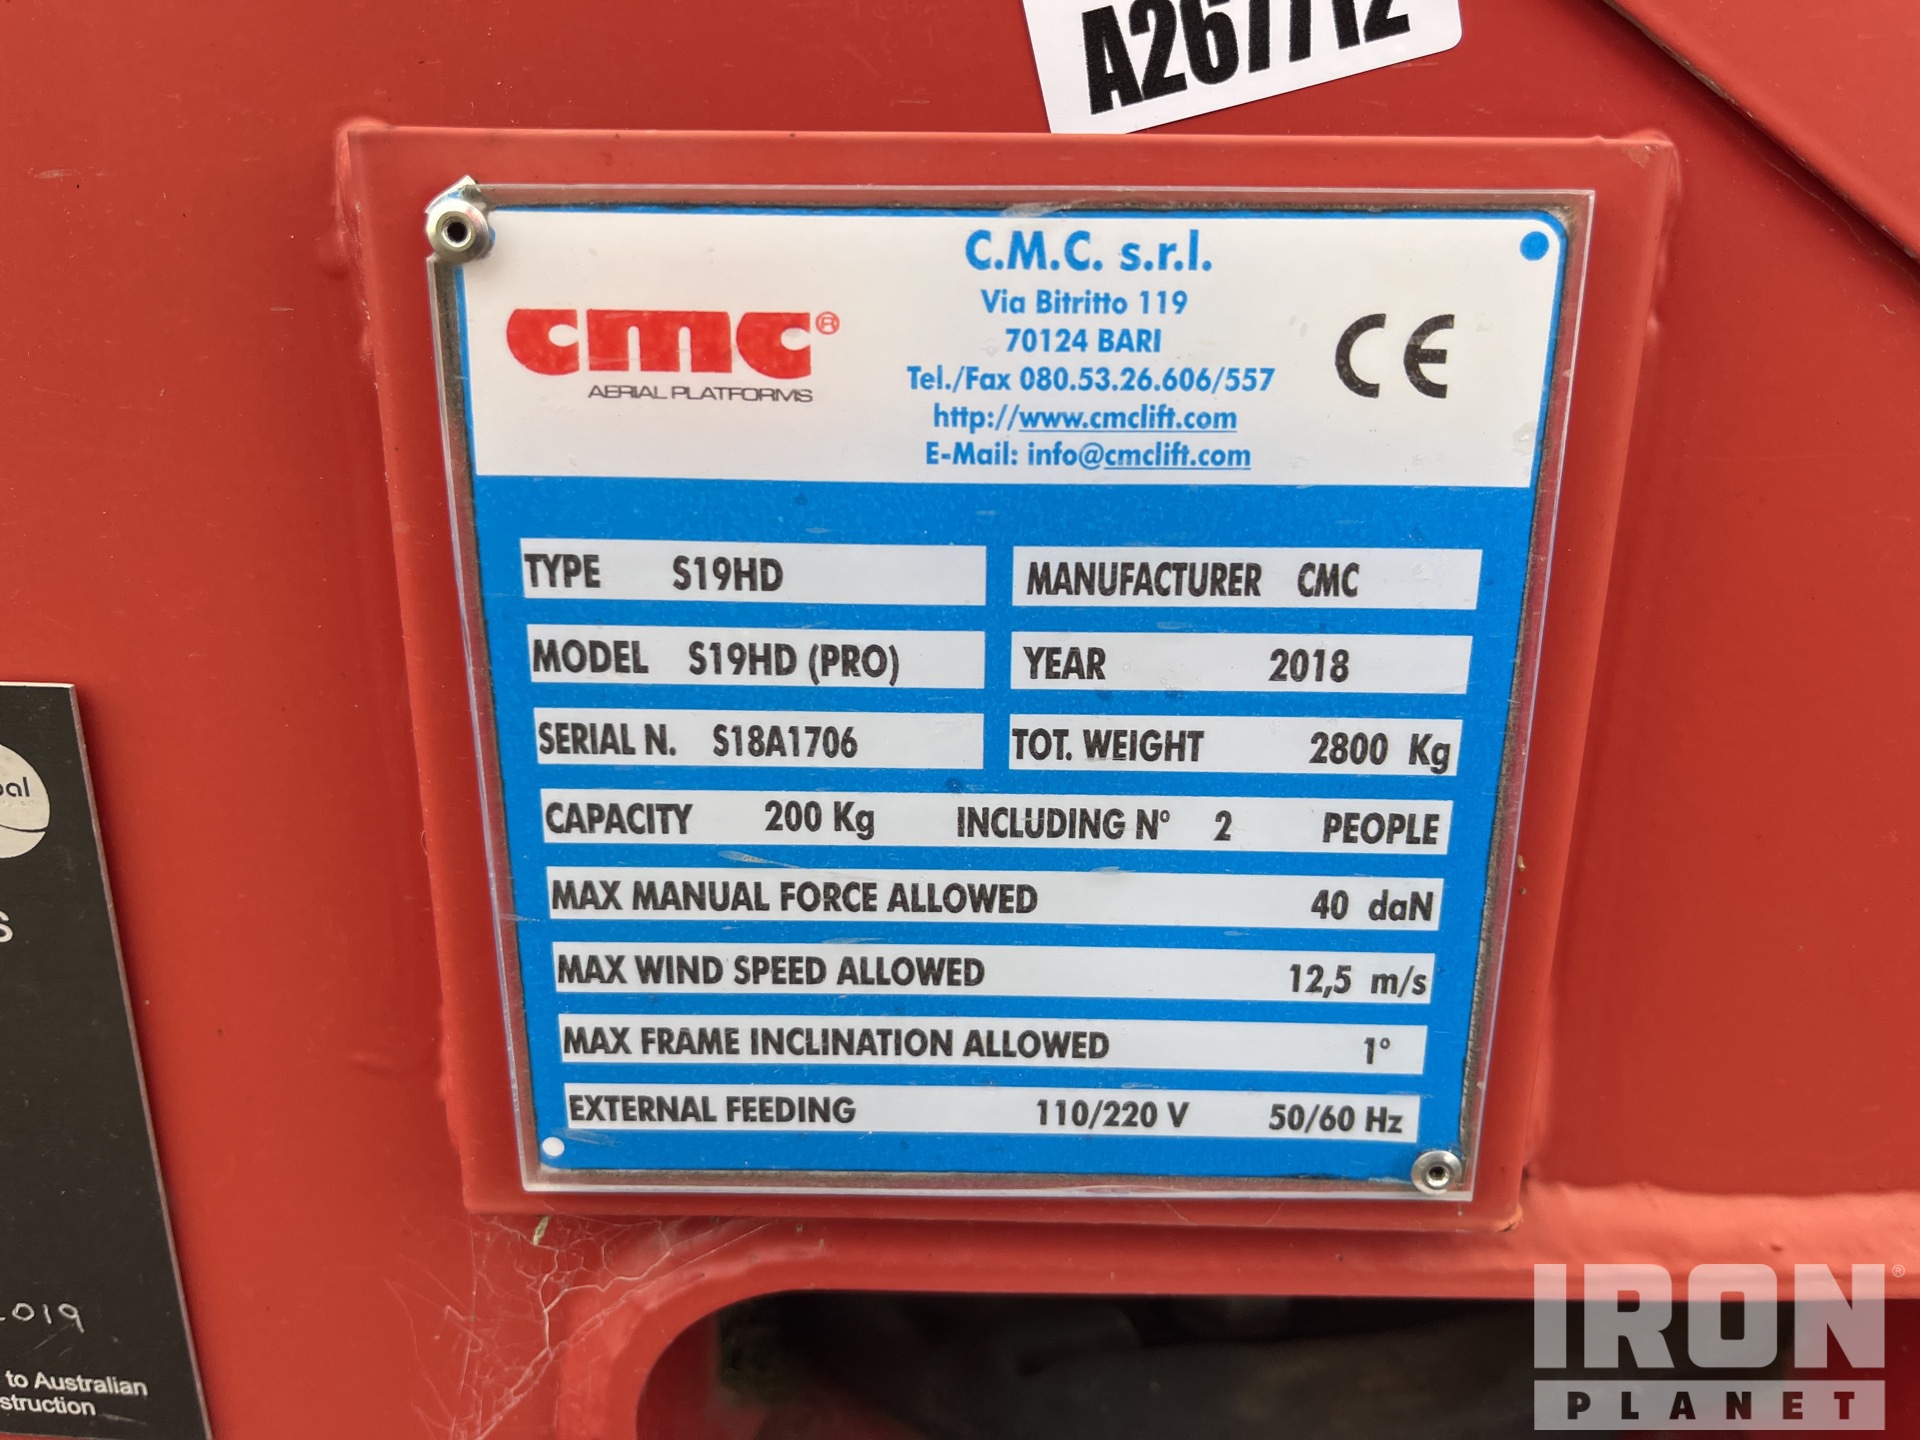 A267712
cmc®
AERIAL PLATFORMS
C.M.C. s.r.l.
Via Bitritto 119
70124 BARI
Tel./Fax 080.53.26.606/557
http://www.cmclift.com
E-Mail: info@cmclift.com
CE
TYPE S19HD
MANUFACTURER CMC
MODEL S19HD (PRO)
YEAR 2018
SERIAL N. S18A1706
TOT. WEIGHT 2800 Kg
CAPACITY 200 Kg INCLUDING N° 2 PEOPLE
MAX MANUAL FORCE ALLOWED 40 daN
MAX WIND SPEED ALLOWED 12,5 m/s
MAX FRAME INCLINATION ALLOWED 1°
EXTERNAL FEEDING 110/220 V 50/60 Hz
to Australian
IRON®
PLANET